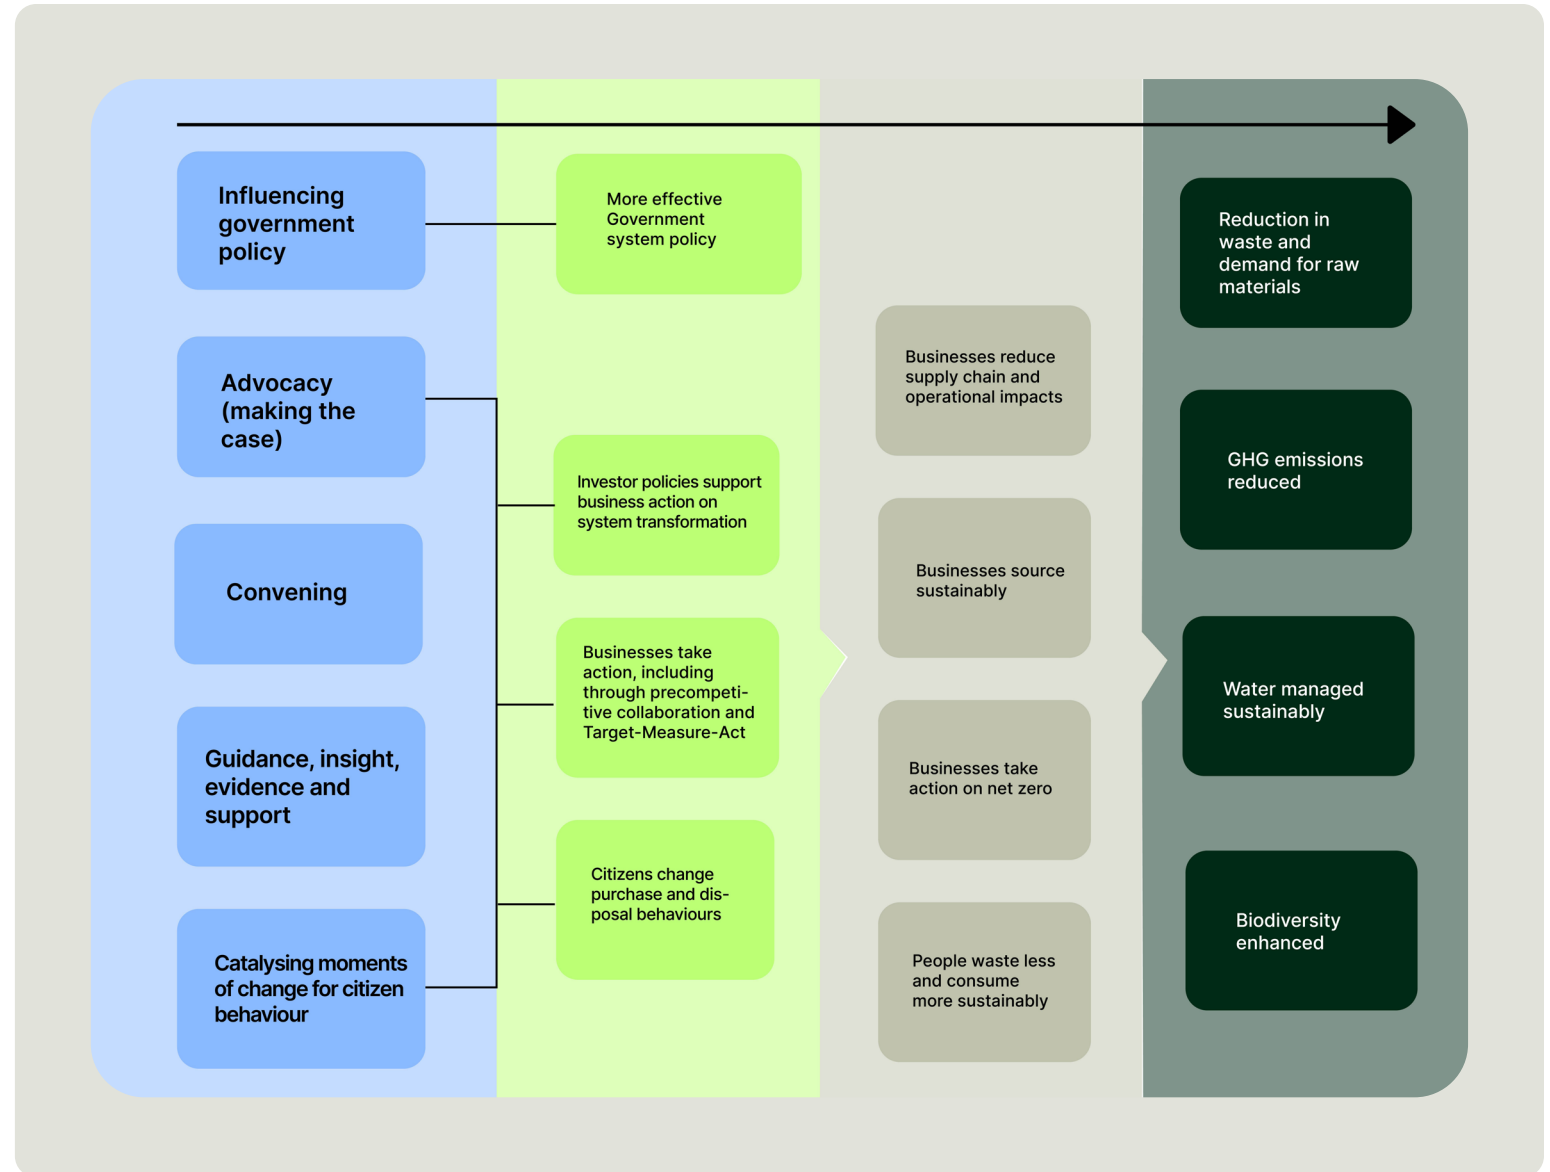 Influencing
government
policy
Advocacy
(making the
case)
Convening
Guidance, insight,
evidence and
support
Catalysing moments
of change for citizen
behaviour
More effective
Government
system policy
Investor policies support
business action on
system transformation
Businesses take
action, including
through precompeti-
tive collaboration and
Target-Measure-Act
Citizens change
purchase and dis-
posal behaviours
Businesses reduce
supply chain and
operational impacts
Businesses source
sustainably
Businesses take
action on net zero
People waste less
and consume
more sustainably
Reduction in
waste and
demand for raw
materials
GHG emissions
reduced
Water managed
sustainably
Biodiversity
enhanced